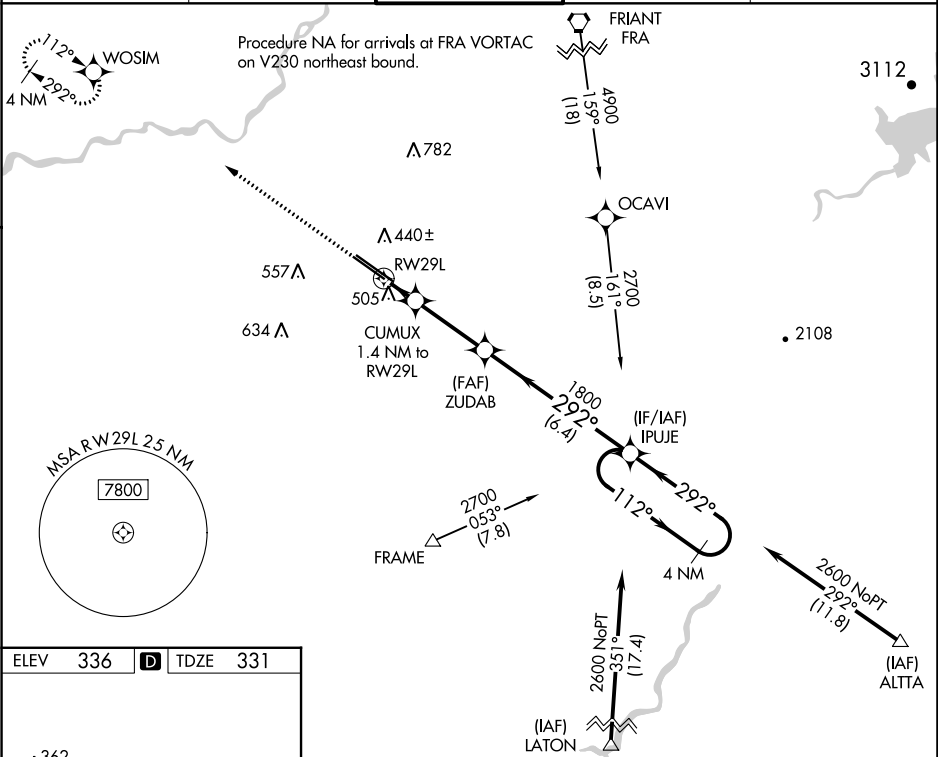 112°
WOSIM
4 NM
292°
Procedure NA for arrivals at FRA VORTAC
on V230 northeast bound.
FRIANT
FRA
4900
159°
(18)
3112
782
OCAVI
440±
RW29L
557
505
2700
161°
(8.5)
634
CUMUX
1.4 NM to
RW29L
2108
(FAF)
ZUDAB
1800
292°
(6.4)
(IF/IAF)
IPUJE
MSA RW29L 25 NM
7800
292°
112°
2700
053°
(7.8)
FRAME
4 NM
2600 NoPT
292°
(11.8)
2600 NoPT
351°
(17.4)
(IAF)
ALTTA
ELEV 336 D TDZE 331
(IAF)
LATON
362